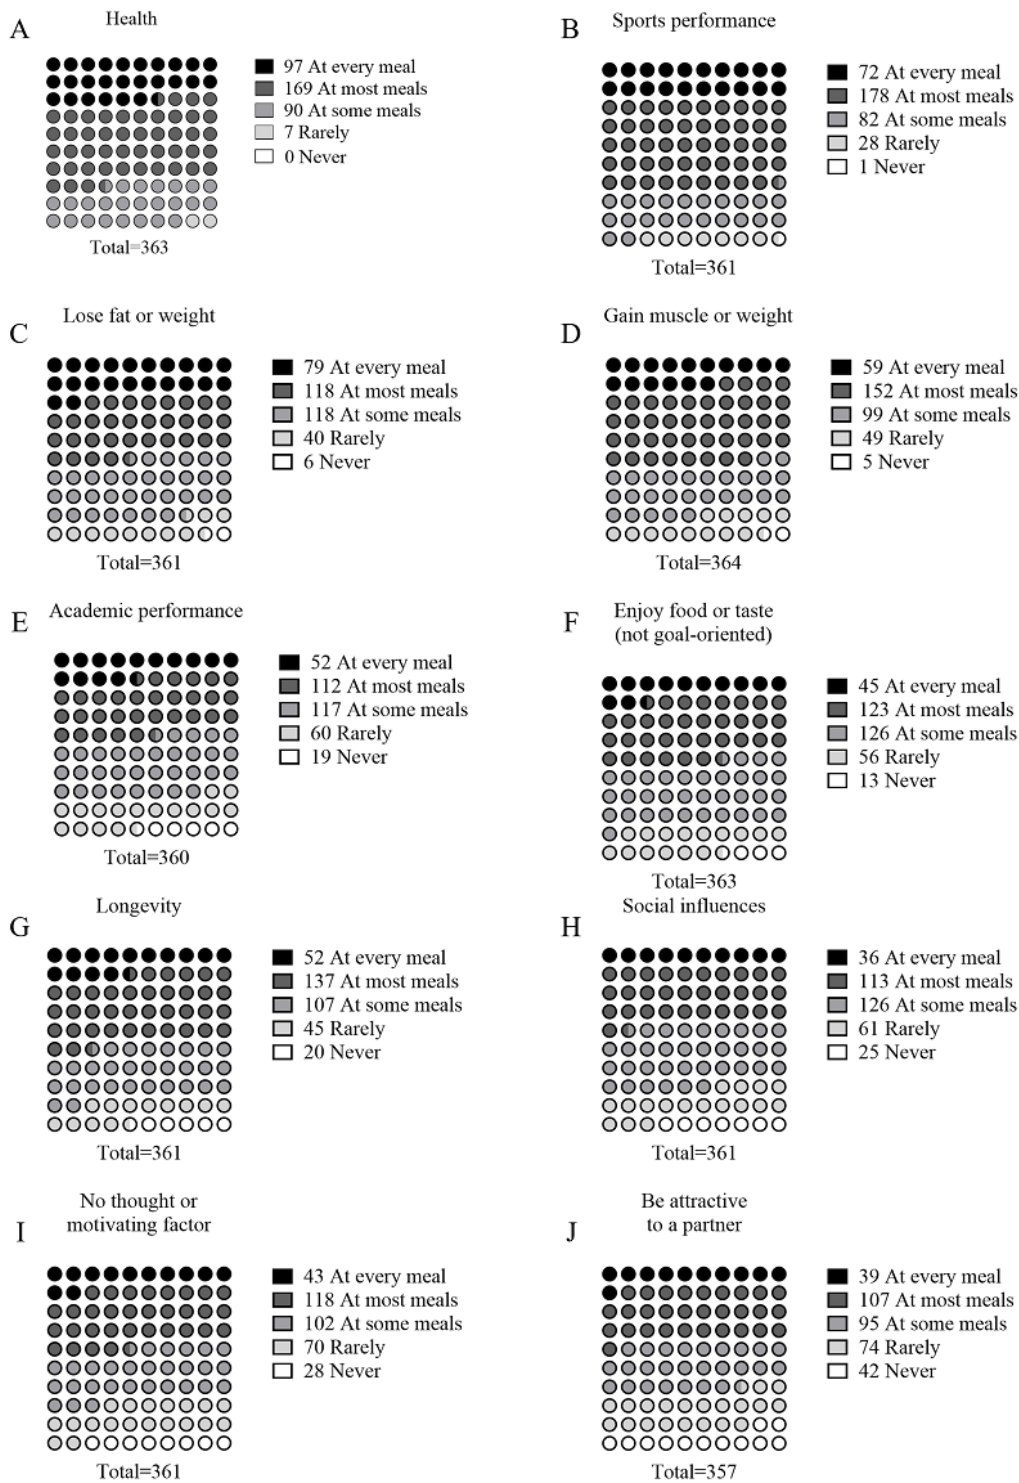 A
Health
97 At every meal
169 At most meals
90 At some meals
7 Rarely
0 Never
Total=363
B
Sports performance
72 At every meal
178 At most meals
82 At some meals
28 Rarely
1 Never
Total=361
C
Lose fat or weight
79 At every meal
118 At most meals
118 At some meals
40 Rarely
6 Never
Total=361
D
Gain muscle or weight
59 At every meal
152 At most meals
99 At some meals
49 Rarely
5 Never
Total=364
E
Academic performance
52 At every meal
112 At most meals
117 At some meals
60 Rarely
19 Never
Total=360
F
Enjoy food or taste
(not goal-oriented)
45 At every meal
123 At most meals
126 At some meals
56 Rarely
13 Never
Total=363
G
Longevity
52 At every meal
137 At most meals
107 At some meals
45 Rarely
20 Never
Total=361
H
Social influences
36 At every meal
113 At most meals
126 At some meals
61 Rarely
25 Never
Total=361
I
No thought or
motivating factor
43 At every meal
118 At most meals
102 At some meals
70 Rarely
28 Never
Total=361
J
Be attractive
to a partner
39 At every meal
107 At most meals
95 At some meals
74 Rarely
42 Never
Total=357